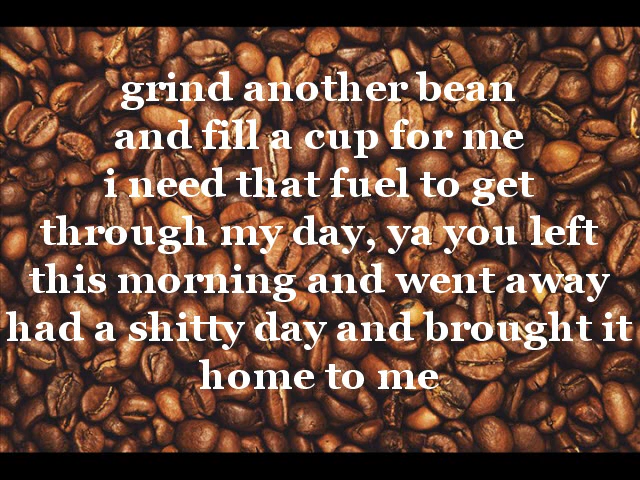 grind another bean
and fill a cup for me
i need that fuel to get
through my day, ya you left
this morning and went away
had a shitty day and brought it
home to me